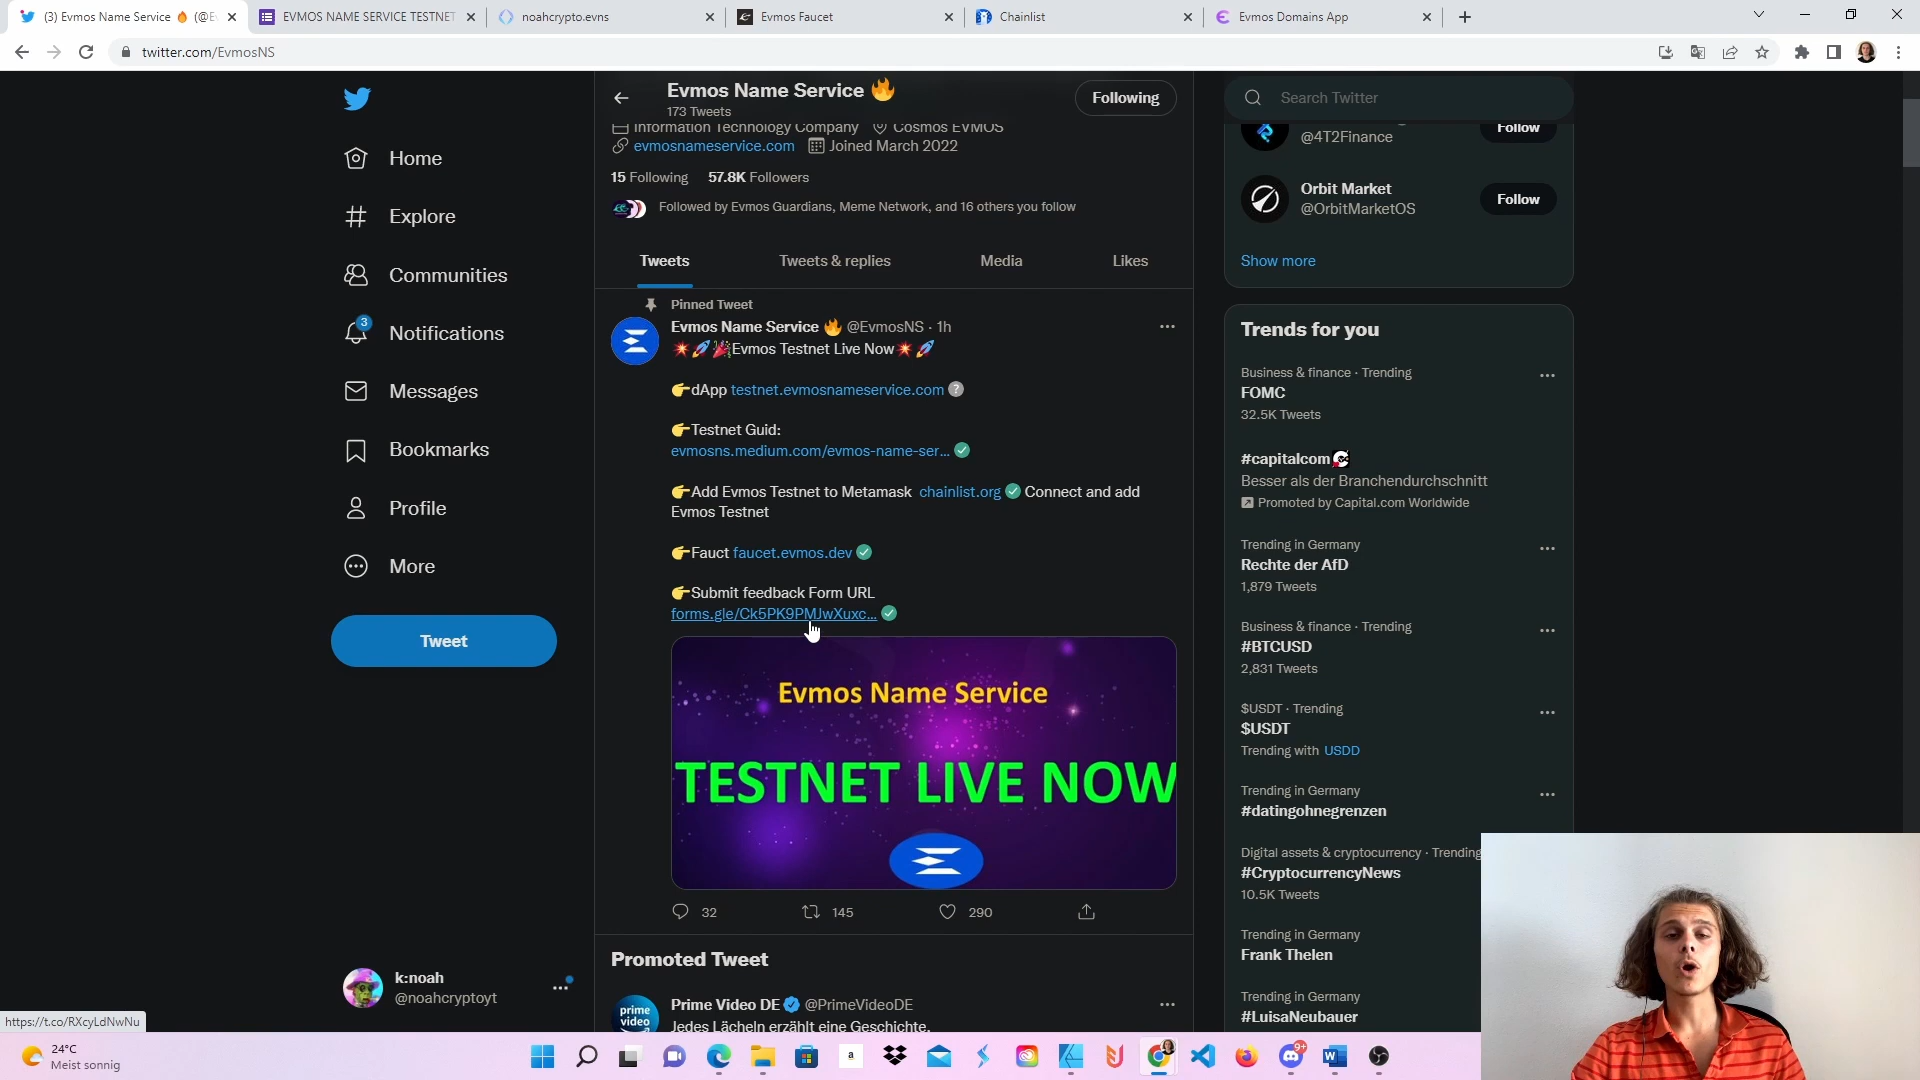 (3) Evmos Name Service 🔥 (@Ev
EVMOS NAME SERVICE TESTNET
noahcrypto.evns
Evmos Faucet
Chainlist
Evmos Domains App
twitter.com/EvmosNS
Evmos Name Service 🔥
173 Tweets
Following
Search Twitter
Information Technology Company Cosmos EVMOS
evmosnameservice.com Joined March 2022
15 Following 57.8K Followers
Followed by Evmos Guardians, Meme Network, and 16 others you follow
Tweets Tweets & replies Media Likes
Home
Explore
Communities
3
Notifications
Messages
Bookmarks
Profile
More
Tweet
k:noah
@noahcryptoyt
Pinned Tweet
Evmos Name Service 🔥 @EvmosNS · 1h
💥🚀🎉Evmos Testnet Live Now💥🚀
👉dApp testnet.evmosnameservice.com
👉Testnet Guid:
evmosns.medium.com/evmos-name-ser...
👉Add Evmos Testnet to Metamask chainlist.org Connect and add
Evmos Testnet
👉Fauct faucet.evmos.dev
👉Submit feedback Form URL
forms.gle/Ck5PK9PMJwXuxc...
Evmos Name Service
TESTNET LIVE NOW
32 145 290
Promoted Tweet
Prime Video DE @PrimeVideoDE
prime
video
Jedes Lächeln erzählt eine Geschichte.
@4T2Finance
Follow
Orbit Market
@OrbitMarketOS
Follow
Show more
Trends for you
Business & finance · Trending
FOMC
32.5K Tweets
#capitalcom
Besser als der Branchendurchschnitt
Promoted by Capital.com Worldwide
Trending in Germany
Rechte der AfD
1,879 Tweets
Business & finance · Trending
#BTCUSD
2,831 Tweets
$USDT · Trending
$USDT
Trending with USDD
Trending in Germany
#datingohnegrenzen
Digital assets & cryptocurrency · Trending
#CryptocurrencyNews
10.5K Tweets
Trending in Germany
Frank Thelen
Trending in Germany
#LuisaNeubauer
https://t.co/RXcyLdNwNu
24°C
Meist sonnig
a
9+